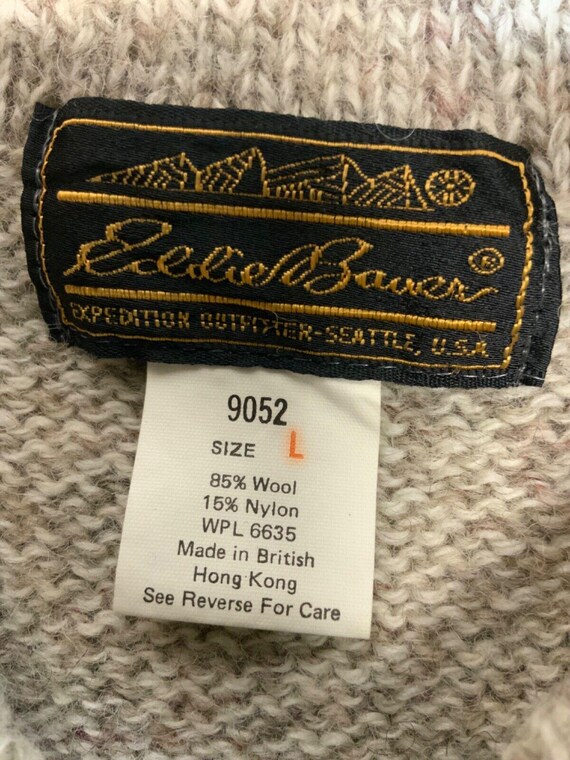 Eddie Bauer ®
EXPEDITION OUTFITTER-SEATTLE, U.S.A.
9052
SIZE L
85% Wool
15% Nylon
WPL 6635
Made in British
Hong Kong
See Reverse For Care